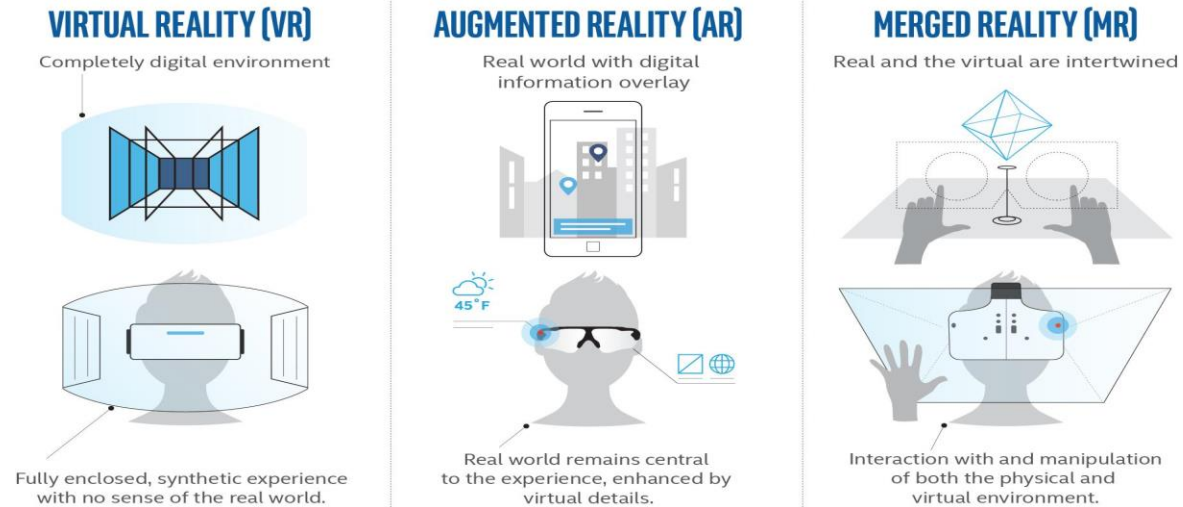 VIRTUAL REALITY (VR)
Completely digital environment
Fully enclosed, synthetic experience
with no sense of the real world.
AUGMENTED REALITY (AR)
Real world with digital
information overlay
45°F
Real world remains central
to the experience, enhanced by
virtual details.
MERGED REALITY (MR)
Real and the virtual are intertwined
Interaction with and manipulation
of both the physical and
virtual environment.